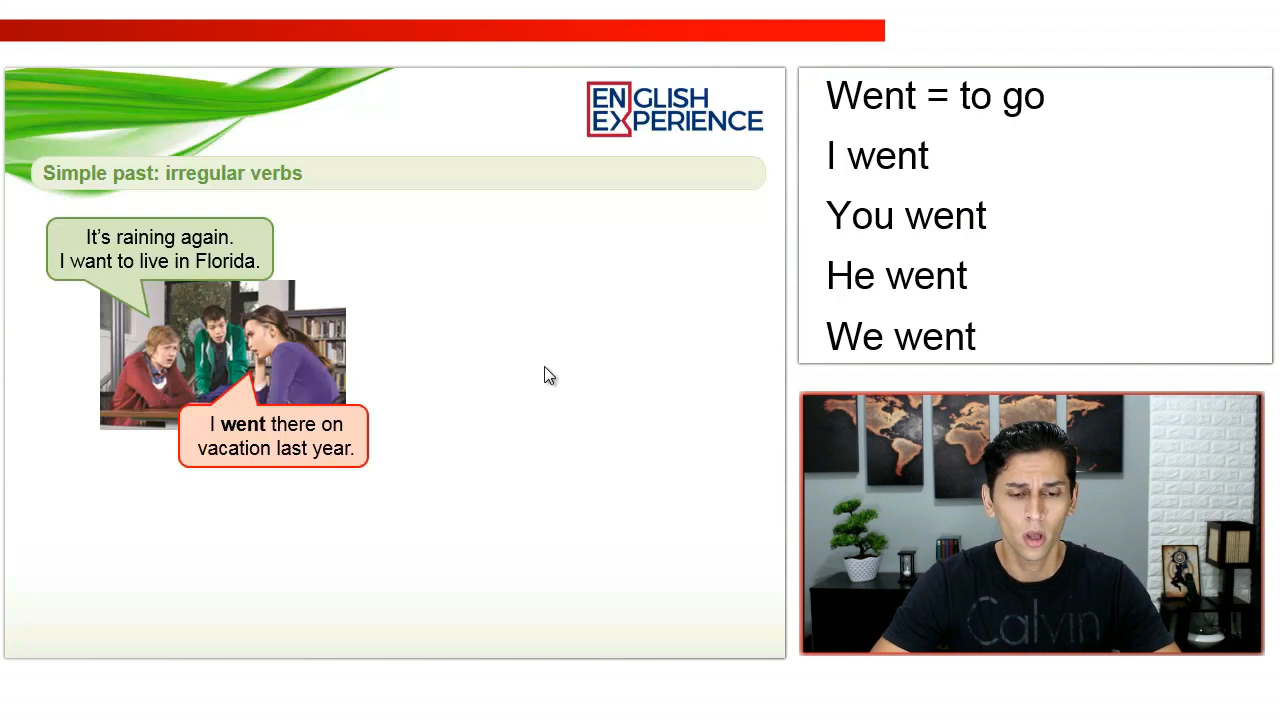 ENGLISH
EXPERIENCE
Simple past: irregular verbs
It's raining again.
I want to live in Florida.
I went there on
vacation last year.
Went = to go
I went
You went
He went
We went
Calvin